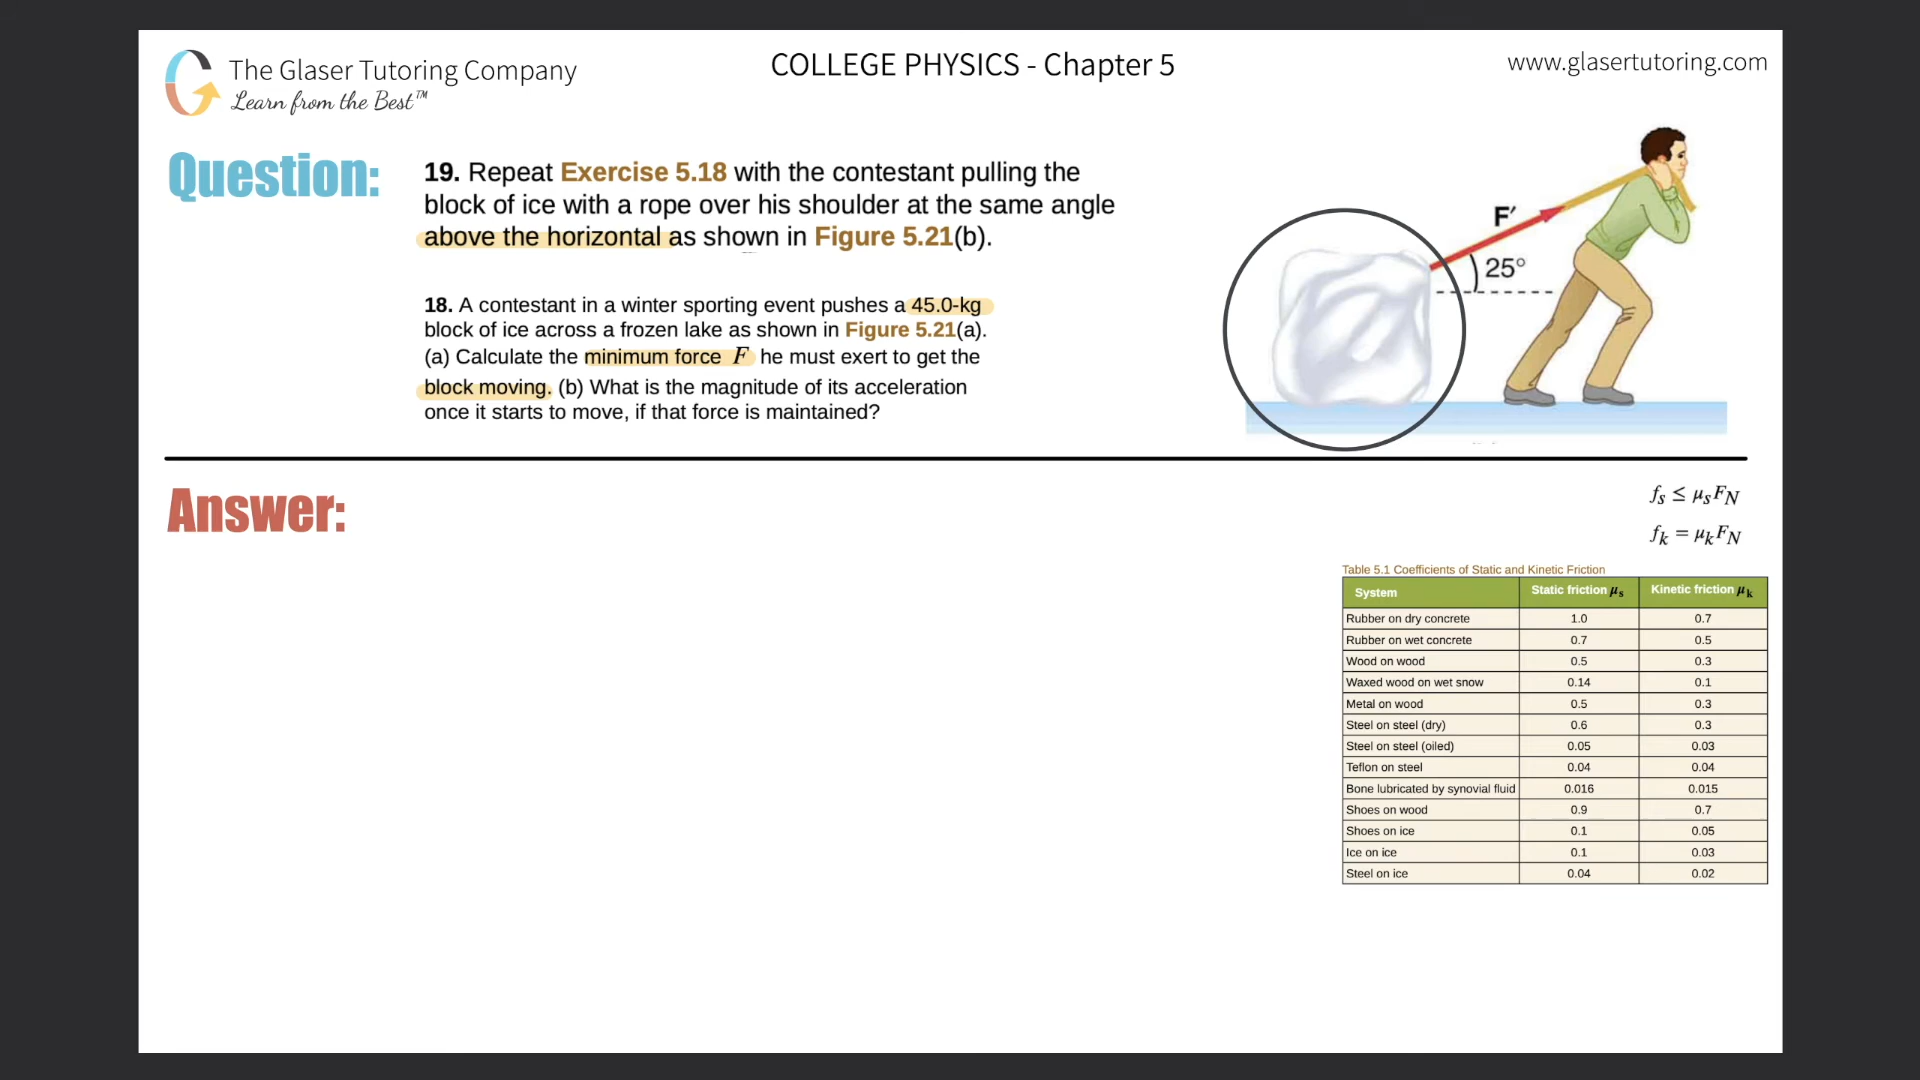 The Glaser Tutoring Company
Learn from the Best™
COLLEGE PHYSICS - Chapter 5
www.glasertutoring.com
Question:
19. Repeat Exercise 5.18 with the contestant pulling the
block of ice with a rope over his shoulder at the same angle
above the horizontal as shown in Figure 5.21(b).
18. A contestant in a winter sporting event pushes a 45.0-kg
block of ice across a frozen lake as shown in Figure 5.21(a).
(a) Calculate the minimum force F he must exert to get the
block moving. (b) What is the magnitude of its acceleration
once it starts to move, if that force is maintained?
F′
25°
Answer:
fs ≤ μsFN
fk = μkFN
Table 5.1 Coefficients of Static and Kinetic Friction
System Static friction μs Kinetic friction μk
Rubber on dry concrete 1.0 0.7
Rubber on wet concrete 0.7 0.5
Wood on wood 0.5 0.3
Waxed wood on wet snow 0.14 0.1
Metal on wood 0.5 0.3
Steel on steel (dry) 0.6 0.3
Steel on steel (oiled) 0.05 0.03
Teflon on steel 0.04 0.04
Bone lubricated by synovial fluid 0.016 0.015
Shoes on wood 0.9 0.7
Shoes on ice 0.1 0.05
Ice on ice 0.1 0.03
Steel on ice 0.04 0.02